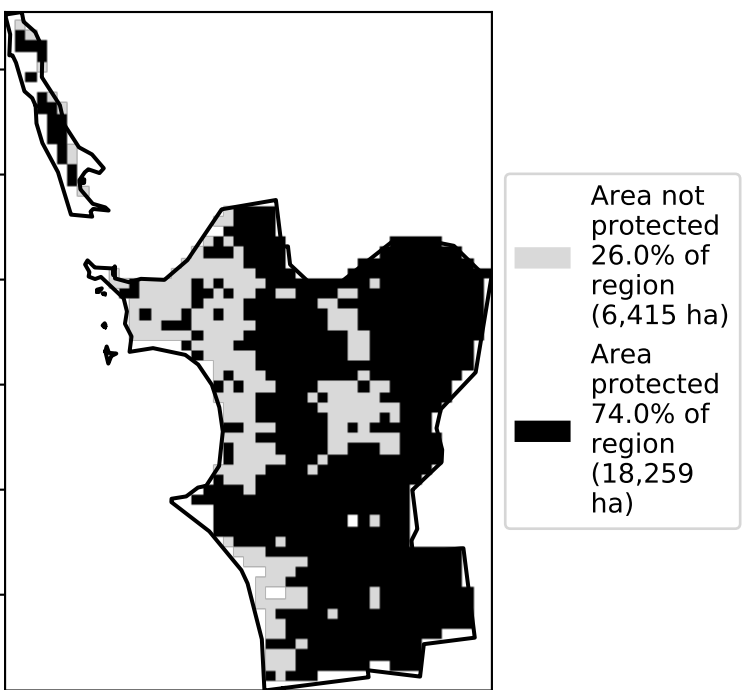 Area not
protected
26.0% of
region
(6,415 ha)
Area
protected
74.0% of
region
(18,259
ha)